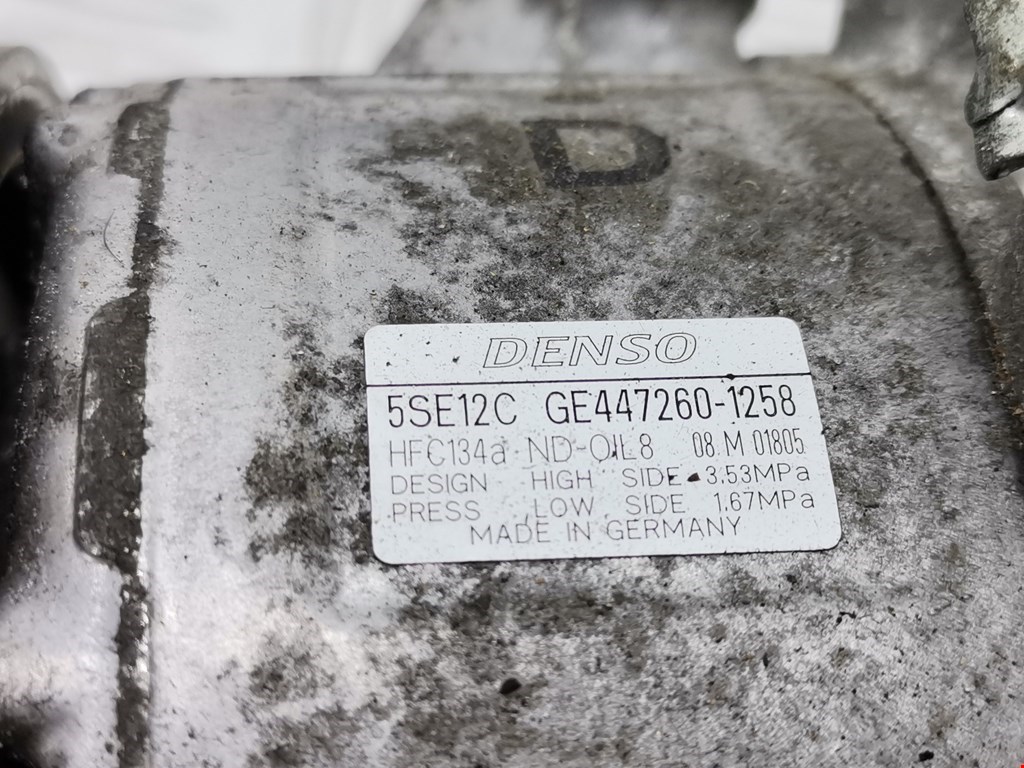 D
DENSO
5SE12C GE447260-1258
HFC134a ND-OIL8 08 M 01805
DESIGN HIGH SIDE 3.53MPa
PRESS LOW SIDE 1.67MPa
MADE IN GERMANY